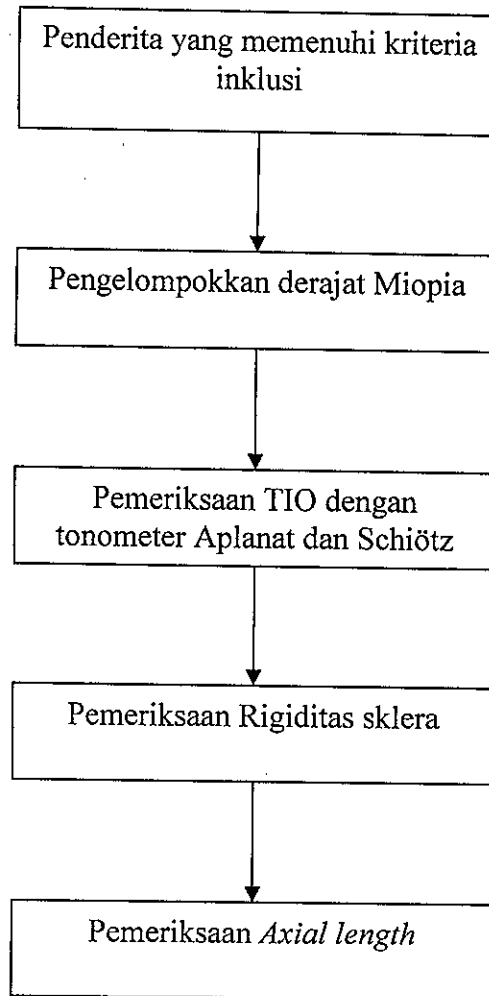 Penderita yang memenuhi kriteria
inklusi
Pengelompokkan derajat Miopia
Pemeriksaan TIO dengan
tonometer Aplanat dan Schiötz
Pemeriksaan Rigiditas sklera
Pemeriksaan Axial length